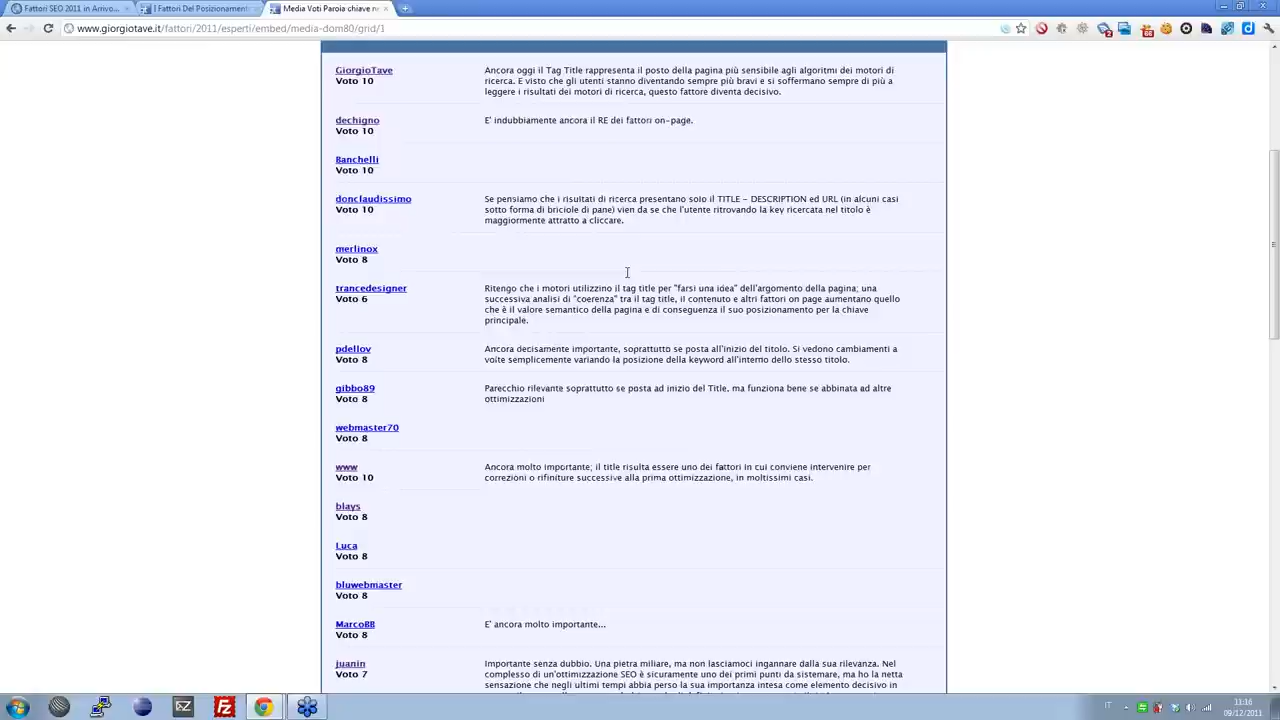 Fattori SEO 2011 in Arrivo...
I Fattori Del Posizionamento
Media Voti Parola chiave ne
www.giorgiotave.it/fattori/2011/esperti/embed/media-dom80/grid/1
GiorgioTave
Voto 10
Ancora oggi il Tag Title rappresenta il posto della pagina più sensibile agli algoritmi dei motori di
ricerca. E visto che gli utenti stanno diventando sempre più bravi e si soffermano sempre di più a
leggere i risultati dei motori di ricerca, questo fattore diventa decisivo.
dechigno
Voto 10
E' indubbiamente ancora il RE dei fattori on-page.
Banchelli
Voto 10
donclaudissimo
Voto 10
Se pensiamo che i risultati di ricerca presentano solo il TITLE - DESCRIPTION ed URL (in alcuni casi
sotto forma di briciole di pane) vien da se che l'utente ritrovando la key ricercata nel titolo è
maggiormente attratto a cliccare.
merlinox
Voto 8
trancedesigner
Voto 6
Ritengo che i motori utilizzino il tag title per "farsi una idea" dell'argomento della pagina; una
successiva analisi di "coerenza" tra il tag title, il contenuto e altri fattori on page aumentano quello
che è il valore semantico della pagina e di conseguenza il suo posizionamento per la chiave
principale.
pdellov
Voto 8
Ancora decisamente importante, soprattutto se posta all'inizio del titolo. Si vedono cambiamenti a
volte semplicemente variando la posizione della keyword all'interno dello stesso titolo.
gibbo89
Voto 8
Parecchio rilevante soprattutto se posta ad inizio del Title, ma funziona bene se abbinata ad altre
ottimizzazioni
webmaster70
Voto 8
www
Voto 10
Ancora molto importante; il title risulta essere uno dei fattori in cui conviene intervenire per
correzioni o rifiniture successive alla prima ottimizzazione, in moltissimi casi.
blays
Voto 8
Luca
Voto 8
bluwebmaster
Voto 8
MarcoBB
Voto 8
E' ancora molto importante...
juanin
Voto 7
Importante senza dubbio. Una pietra miliare, ma non lasciamoci ingannare dalla sua rilevanza. Nel
complesso di un'ottimizzazione SEO è sicuramente uno dei primi punti da sistemare, ma ho la netta
sensazione che negli ultimi tempi abbia perso la sua importanza intesa come elemento decisivo in
IT
11:16
09/12/2011